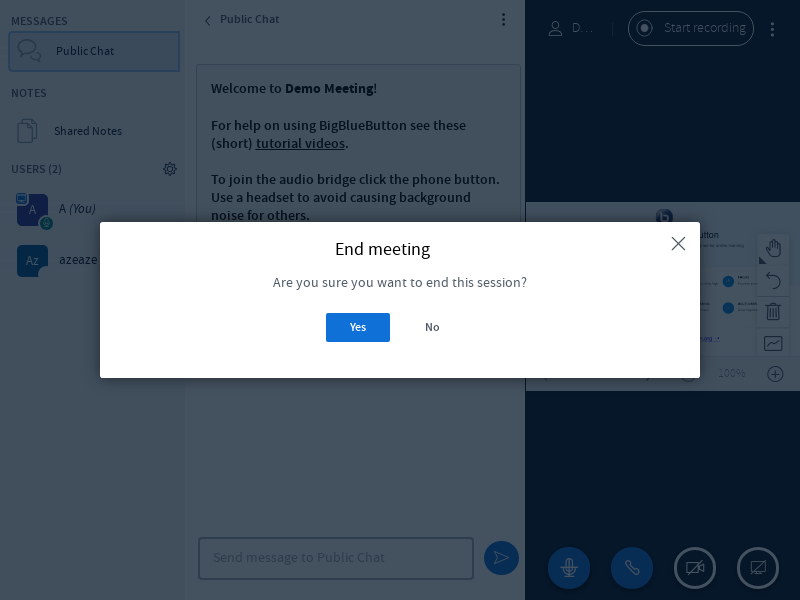 MESSAGES
Public Chat
NOTES
Shared Notes
USERS (2)
A
A (You)
Az
azeaze
Public Chat
Welcome to Demo Meeting!
For help on using BigBlueButton see these
(short) tutorial videos.
To join the audio bridge click the phone button.
Use a headset to avoid causing background
noise for others.
Send message to Public Chat
D...
Start recording
b
utton
100%
End meeting
Are you sure you want to end this session?
Yes
No